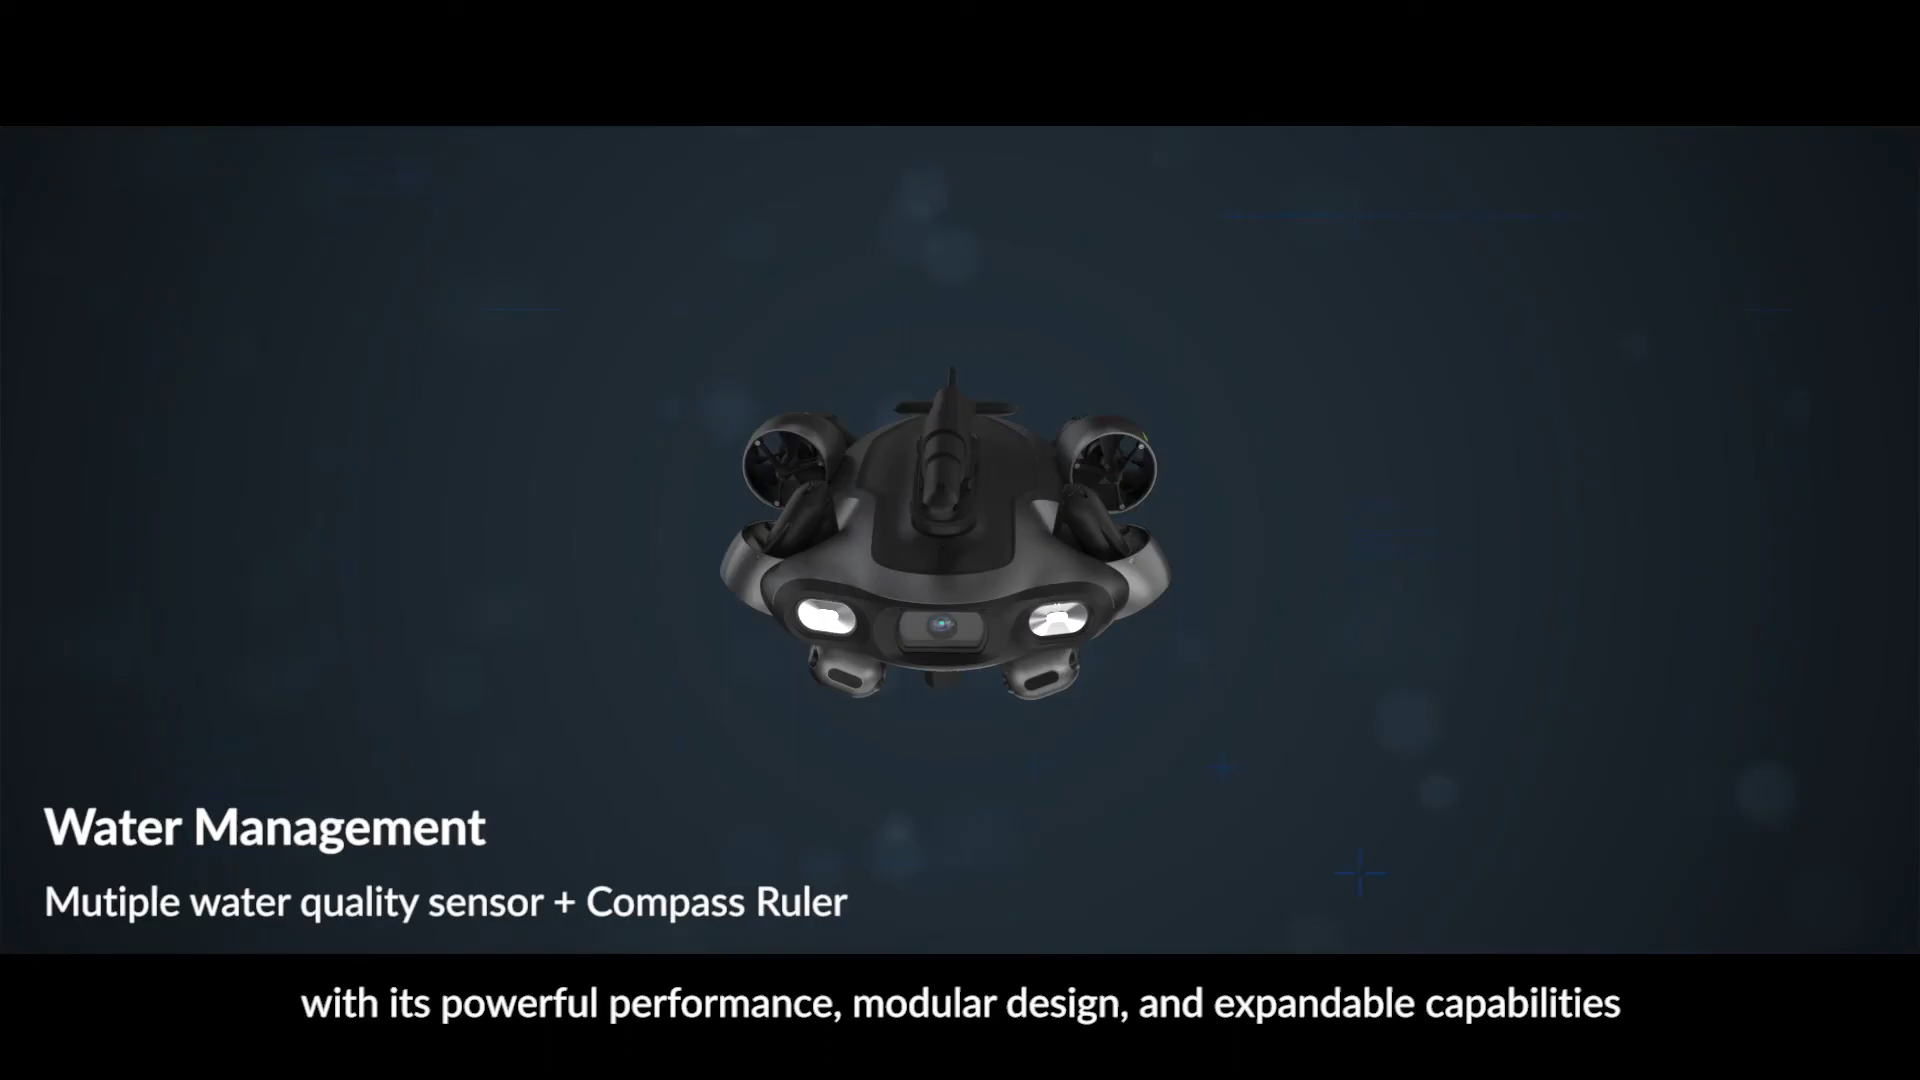 Water Management
Mutiple water quality sensor + Compass Ruler
with its powerful performance, modular design, and expandable capabilities